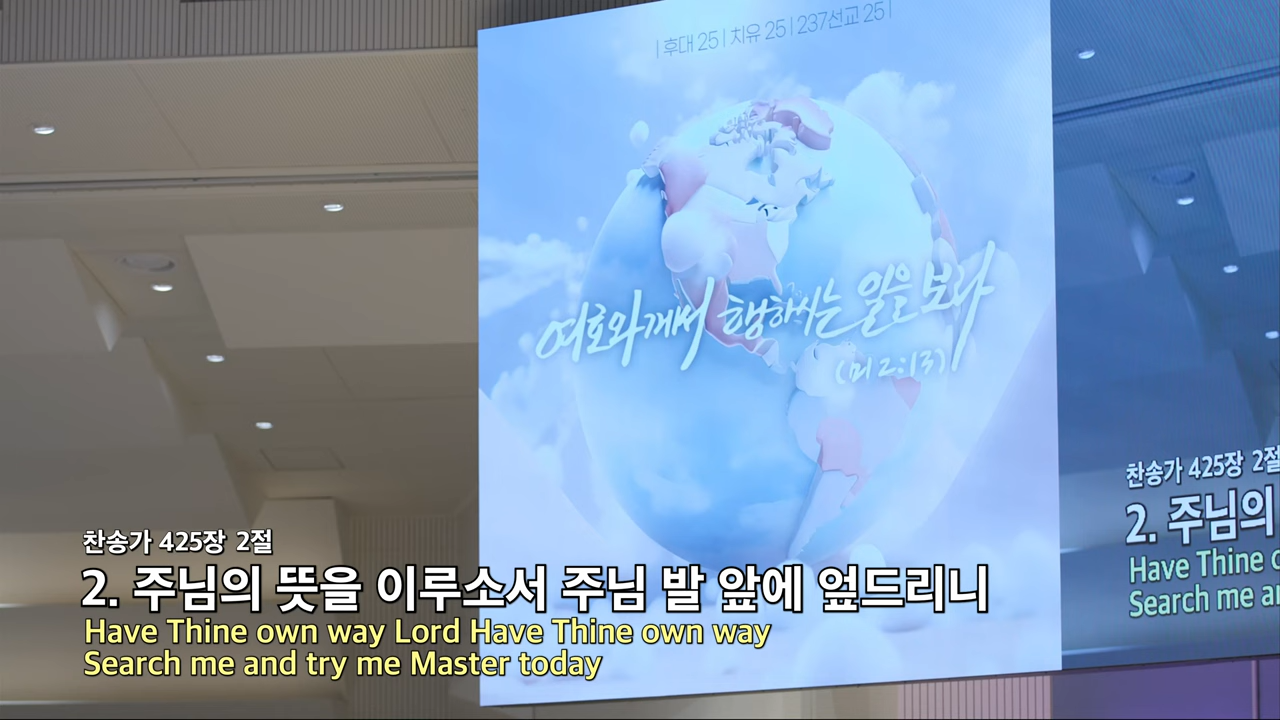 | 후대 25 | 치유 25 | 237선교 25 |
여호와께서 행하시는 일을 보라
(미 2:13)
찬송가 425장 2절
2. 주님의 뜻을 이루소서 주님 발 앞에 엎드리니
Have Thine own way Lord Have Thine own way
Search me and try me Master today
찬송가 425장 2절
2. 주님의
Have Thine
Search me